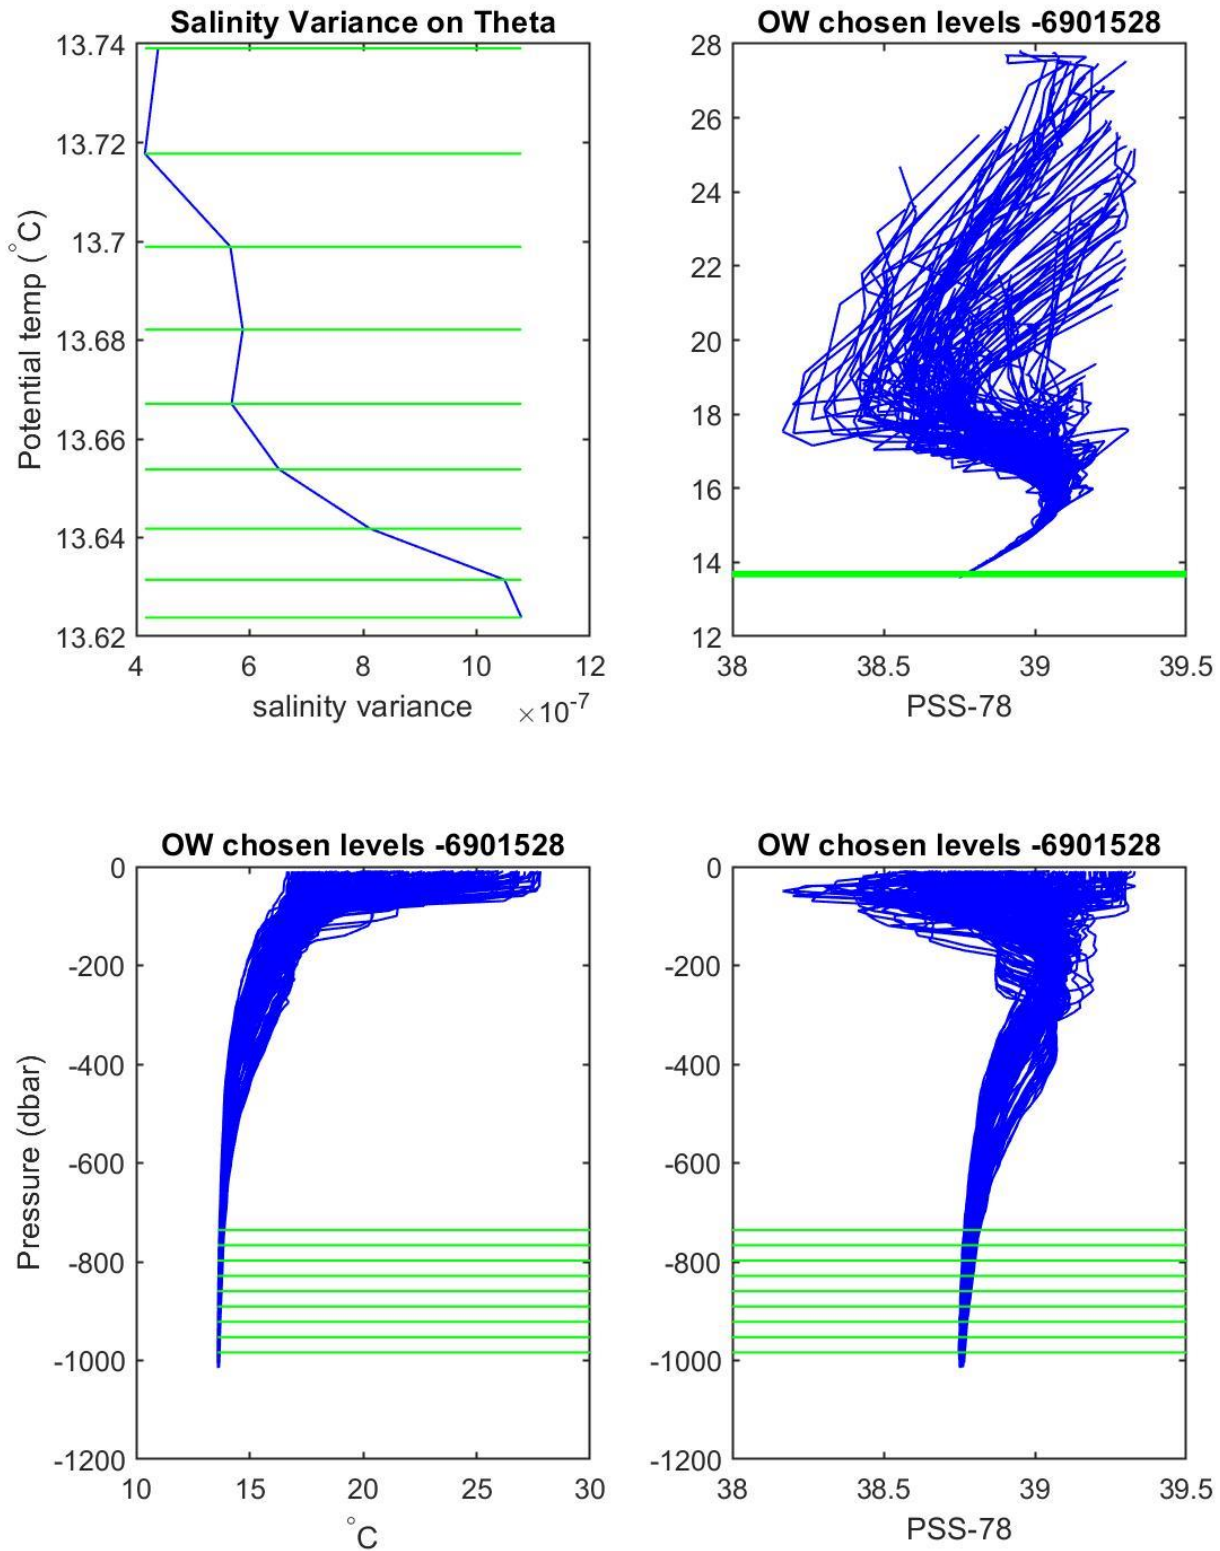 Salinity Variance on Theta
13.74
13.72
13.7
13.68
13.66
13.64
13.62
Potential temp (°C)
4 6 8 10 12
salinity variance ×10-7
OW chosen levels -6901528
28
26
24
22
20
18
16
14
12
38 38.5 39 39.5
PSS-78
OW chosen levels -6901528
0
-200
-400
-600
-800
-1000
-1200
Pressure (dbar)
10 15 20 25 30
°C
OW chosen levels -6901528
0
-200
-400
-600
-800
-1000
-1200
38 38.5 39 39.5
PSS-78